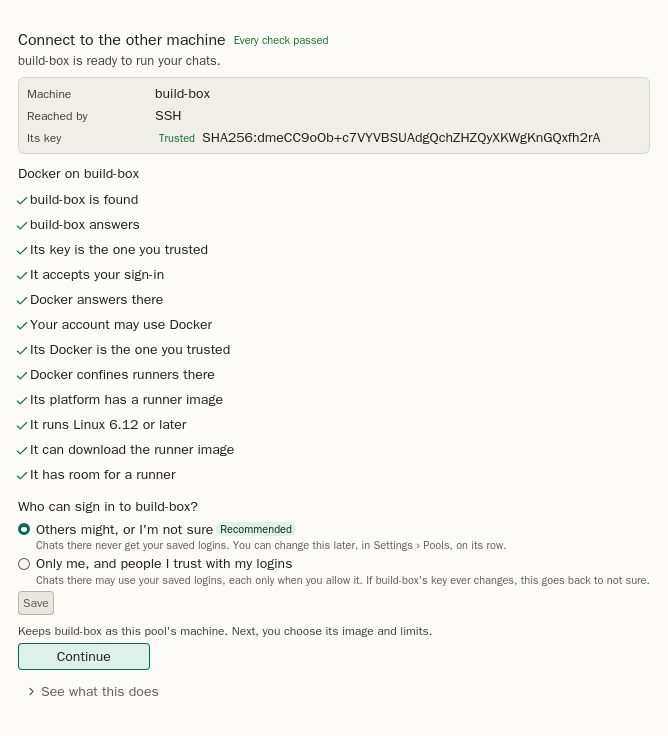 Connect to the other machine Every check passed
build-box is ready to run your chats.
Machine build-box
Reached by SSH
Its key Trusted SHA256:dmeCC9oOb+c7VYVBSUAdgQchZHZQyXKWgKnGQxfh2rA
Docker on build-box
build-box is found
build-box answers
Its key is the one you trusted
It accepts your sign-in
Docker answers there
Your account may use Docker
Its Docker is the one you trusted
Docker confines runners there
Its platform has a runner image
It runs Linux 6.12 or later
It can download the runner image
It has room for a runner
Who can sign in to build-box?
Others might, or I'm not sure Recommended
Chats there never get your saved logins. You can change this later, in Settings › Pools, on its row.
Only me, and people I trust with my logins
Chats there may use your saved logins, each only when you allow it. If build-box's key ever changes, this goes back to not sure.
Save
Keeps build-box as this pool's machine. Next, you choose its image and limits.
Continue
See what this does